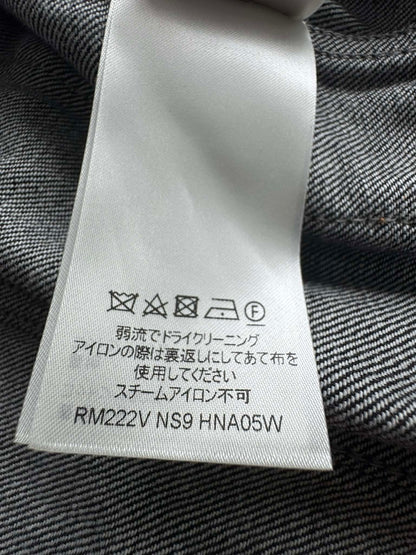 Ⓕ
弱流でドライクリーニング
アイロンの際は裏返しにしてあて布を
使用してください
スチームアイロン不可
RM222V NS9 HNA05W